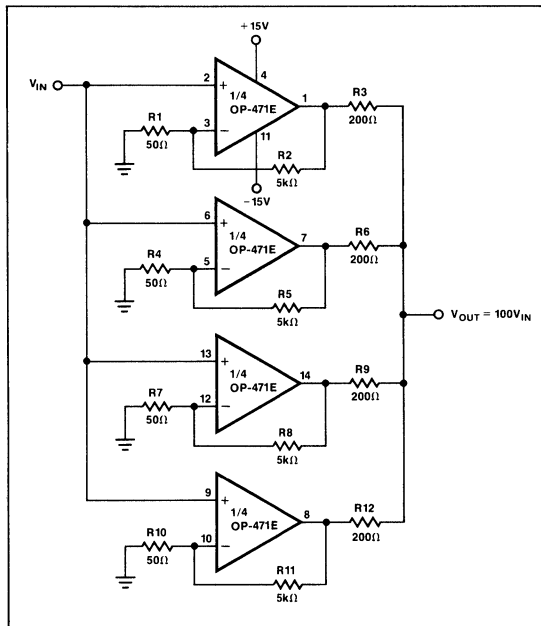 +15V
VIN
2
+
4
1/4
OP-471E
1
R3
200Ω
R1
50Ω
3
−
11
R2
5kΩ
−15V
6
+
1/4
OP-471E
7
R6
200Ω
R4
50Ω
5
−
R5
5kΩ
VOUT = 100VIN
13
+
1/4
OP-471E
14
R9
200Ω
R7
50Ω
12
−
R8
5kΩ
9
+
1/4
OP-471E
8
R12
200Ω
R10
50Ω
10
−
R11
5kΩ